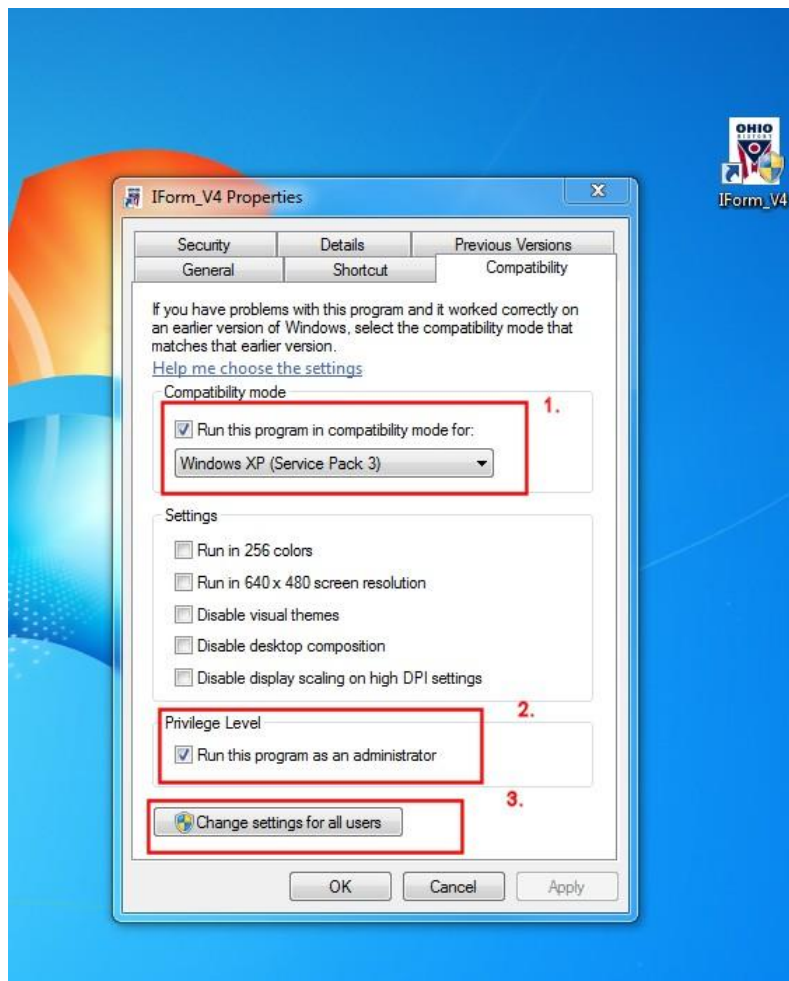 OHIO
HISTORY
IForm_V4
IForm_V4 Properties
Security Details Previous Versions
General Shortcut Compatibility
If you have problems with this program and it worked correctly on
an earlier version of Windows, select the compatibility mode that
matches that earlier version.
Help me choose the settings
Compatibility mode
1.
Run this program in compatibility mode for:
Windows XP (Service Pack 3)
Settings
Run in 256 colors
Run in 640 x 480 screen resolution
Disable visual themes
Disable desktop composition
Disable display scaling on high DPI settings
2.
Privilege Level
Run this program as an administrator
3.
Change settings for all users
OK Cancel Apply